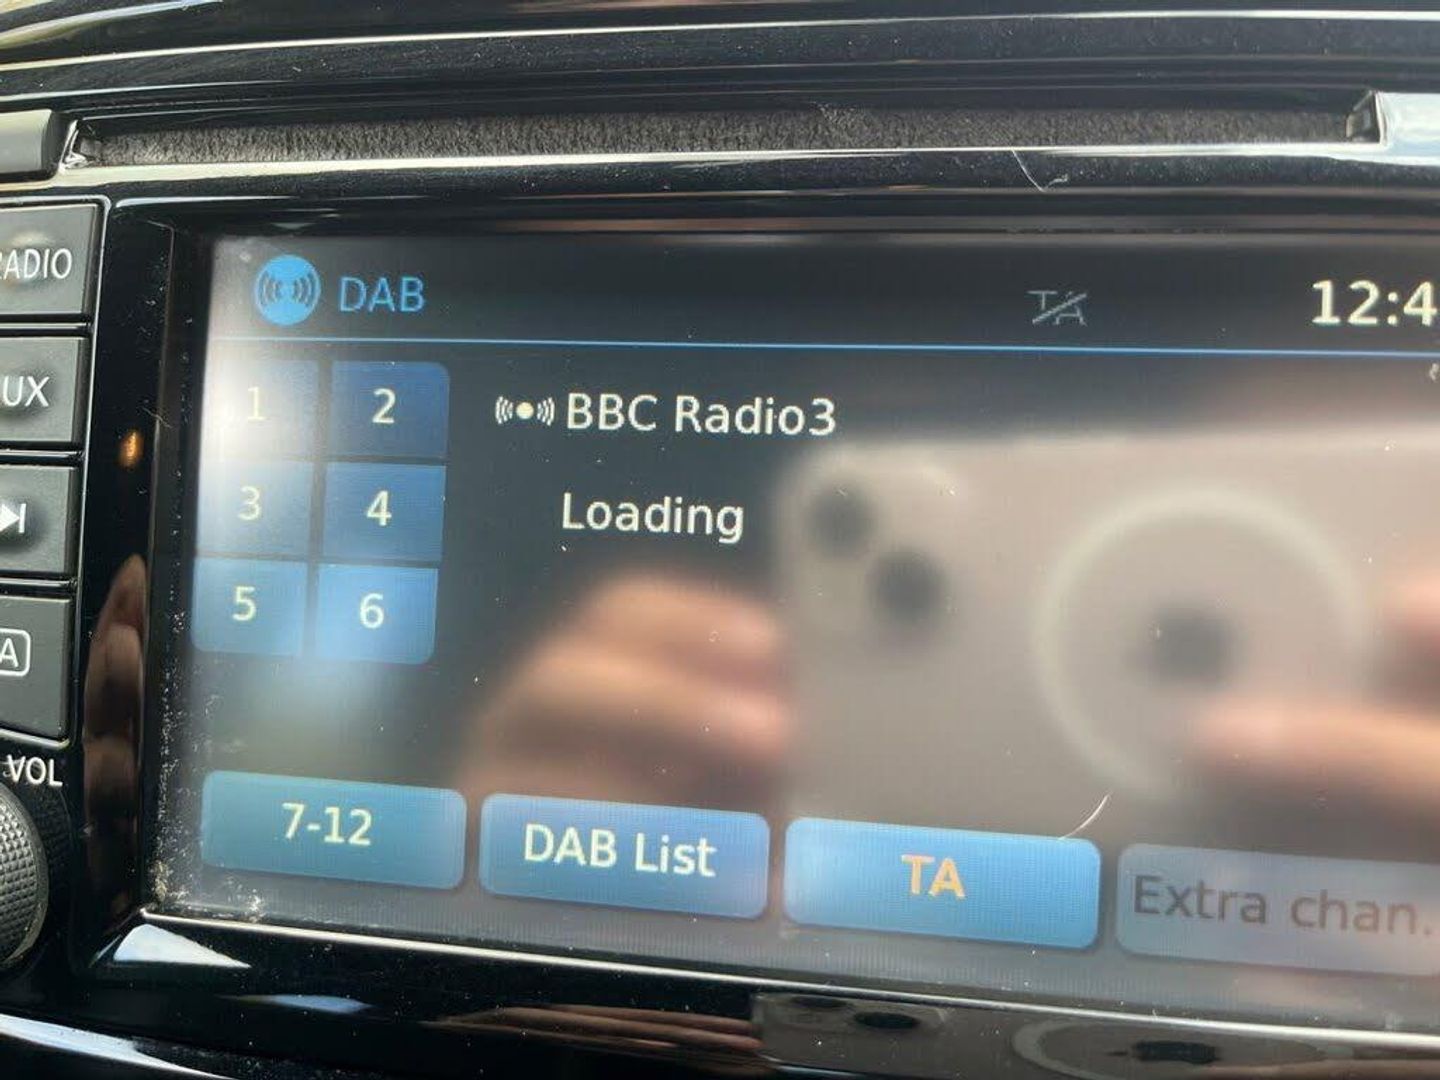 RADIO
DAB
TA
12:4
UX
1
2
BBC Radio3
3
4
Loading
5
6
A
VOL
7-12
DAB List
TA
Extra chan.